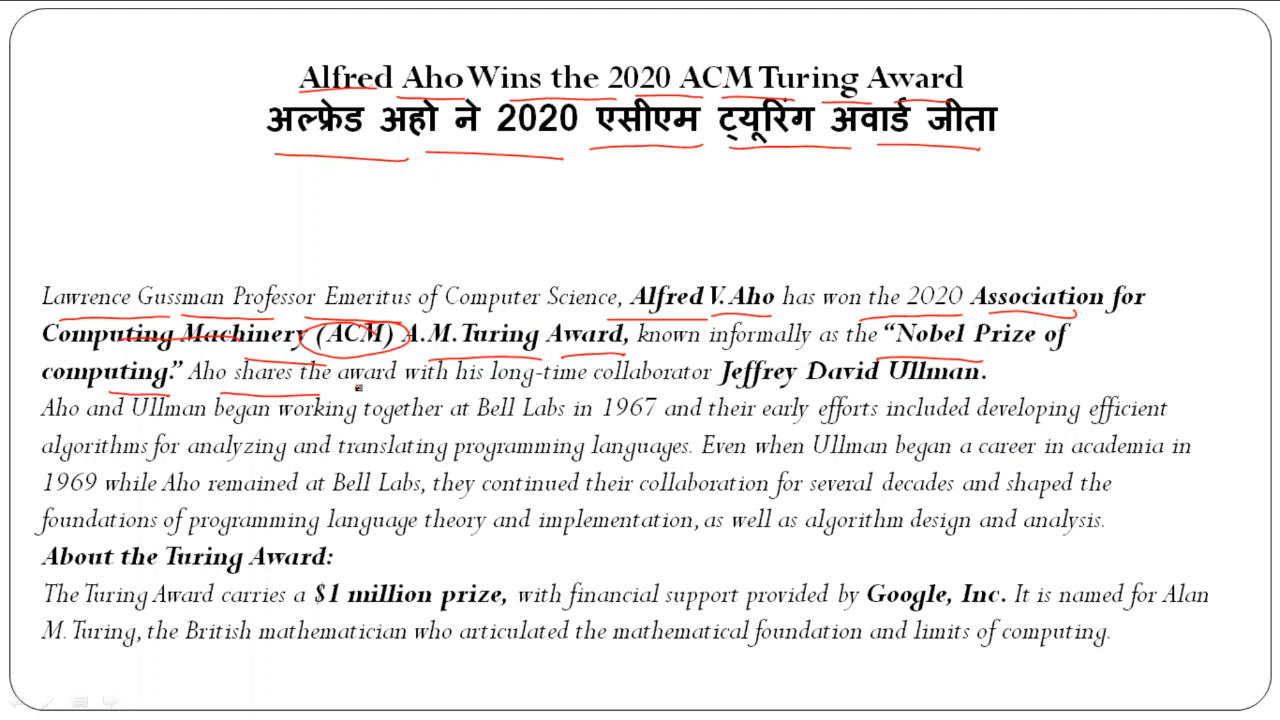 Alfred Aho Wins the 2020 ACM Turing Award
अल्फ्रेड अहो ने 2020 एसीएम ट्यूरिंग अवार्ड जीता
Lawrence Gussman Professor Emeritus of Computer Science, Alfred V. Aho has won the 2020 Association for
Computing Machinery (ACM) A.M. Turing Award, known informally as the “Nobel Prize of
computing.” Aho shares the award with his long-time collaborator Jeffrey David Ullman.
Aho and Ullman began working together at Bell Labs in 1967 and their early efforts included developing efficient
algorithms for analyzing and translating programming languages. Even when Ullman began a career in academia in
1969 while Aho remained at Bell Labs, they continued their collaboration for several decades and shaped the
foundations of programming language theory and implementation, as well as algorithm design and analysis.
About the Turing Award:
The Turing Award carries a $1 million prize, with financial support provided by Google, Inc. It is named for Alan
M. Turing, the British mathematician who articulated the mathematical foundation and limits of computing.